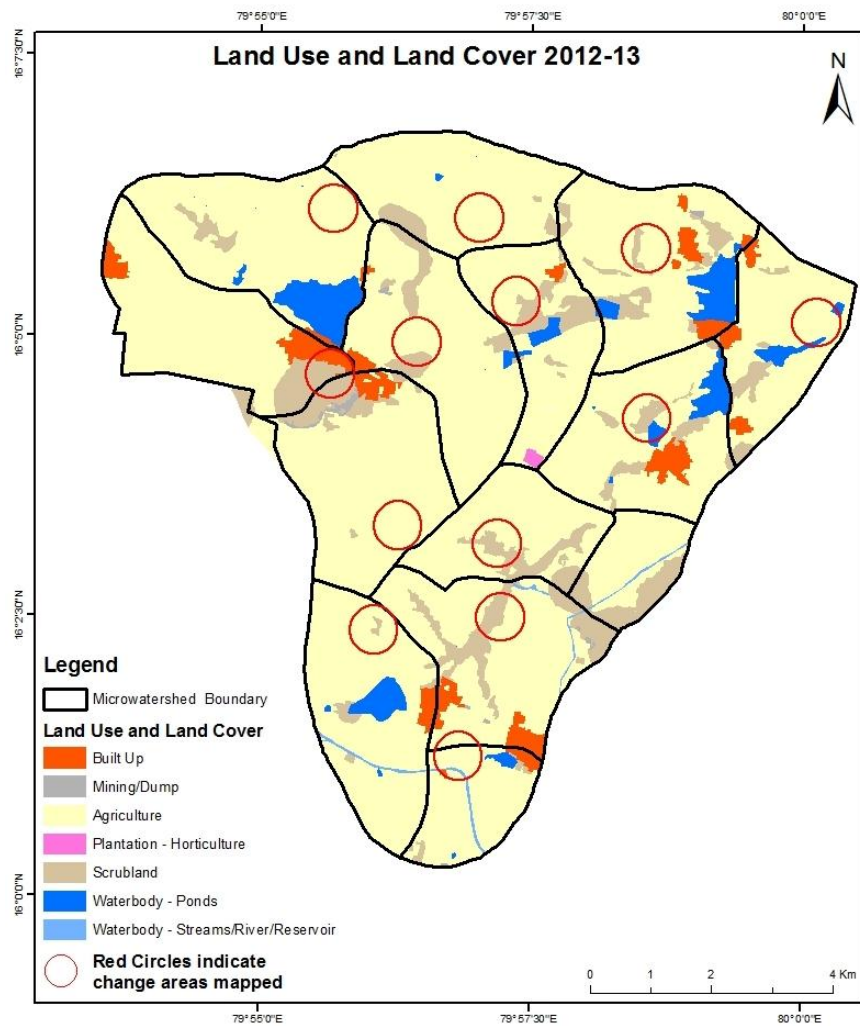 79°55'0"E
79°57'30"E
80°0'0"E
16°7'30"N
Land Use and Land Cover 2012-13
N
16°5'0"N
16°2'30"N
Legend
Microwatershed Boundary
Land Use and Land Cover
Built Up
Mining/Dump
Agriculture
Plantation - Horticulture
Scrubland
Waterbody - Ponds
Waterbody - Streams/River/Reservoir
Red Circles indicate
change areas mapped
16°0'0"N
0 1 2 4 Km
79°55'0"E
79°57'30"E
80°0'0"E